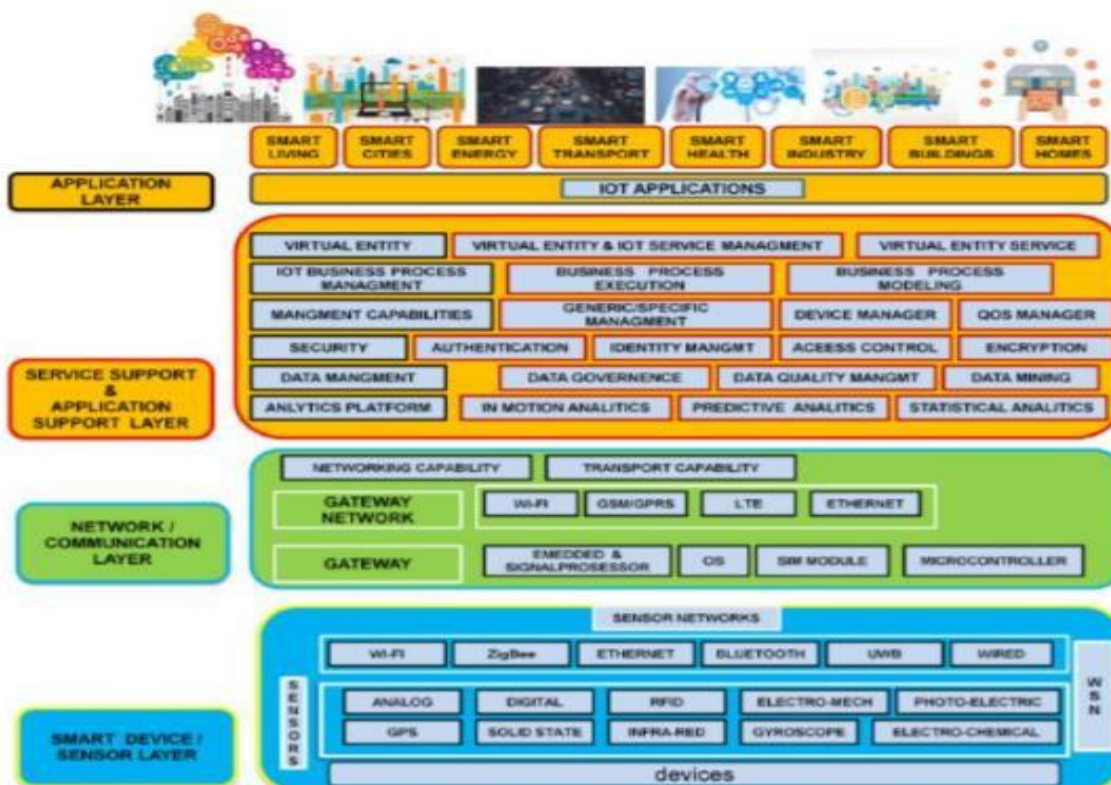 SMART LIVING
SMART CITIES
SMART ENERGY
SMART TRANSPORT
SMART HEALTH
SMART INDUSTRY
SMART BUILDINGS
SMART HOMES
APPLICATION LAYER
IOT APPLICATIONS
VIRTUAL ENTITY
VIRTUAL ENTITY & IOT SERVICE MANAGMENT
VIRTUAL ENTITY SERVICE
IOT BUSINESS PROCESS MANAGMENT
BUSINESS PROCESS EXECUTION
BUSINESS PROCESS MODELING
MANGMENT CAPABILITIES
GENERIC/SPECIFIC MANAGMENT
DEVICE MANAGER
QOS MANAGER
SECURITY
AUTHENTICATION
IDENTITY MANGMT
ACEESS CONTROL
ENCRYPTION
SERVICE SUPPORT & APPLICATION SUPPORT LAYER
DATA MANGMENT
DATA GOVERNENCE
DATA QUALITY MANGMT
DATA MINING
ANLYTICS PLATFORM
IN MOTION ANALITICS
PREDICTIVE ANALITICS
STATISTICAL ANALITICS
NETWORKING CAPABILITY
TRANSPORT CAPABILITY
NETWORK / COMMUNICATION LAYER
GATEWAY NETWORK
WI-FI
GSM/GPRS
LTE
ETHERNET
GATEWAY
EMEDDED & SIGNALPROSESSOR
OS
SIM MODULE
MICROCONTROLLER
SENSOR NETWORKS
WI-FI
ZigBee
ETHERNET
BLUETOOTH
UWB
WIRED
SENSORS
WSN
ANALOG
DIGITAL
RFID
ELECTRO-MECH
PHOTO-ELECTRIC
SMART DEVICE / SENSOR LAYER
GPS
SOLID STATE
INFRA-RED
GYROSCOPE
ELECTRO-CHEMICAL
devices